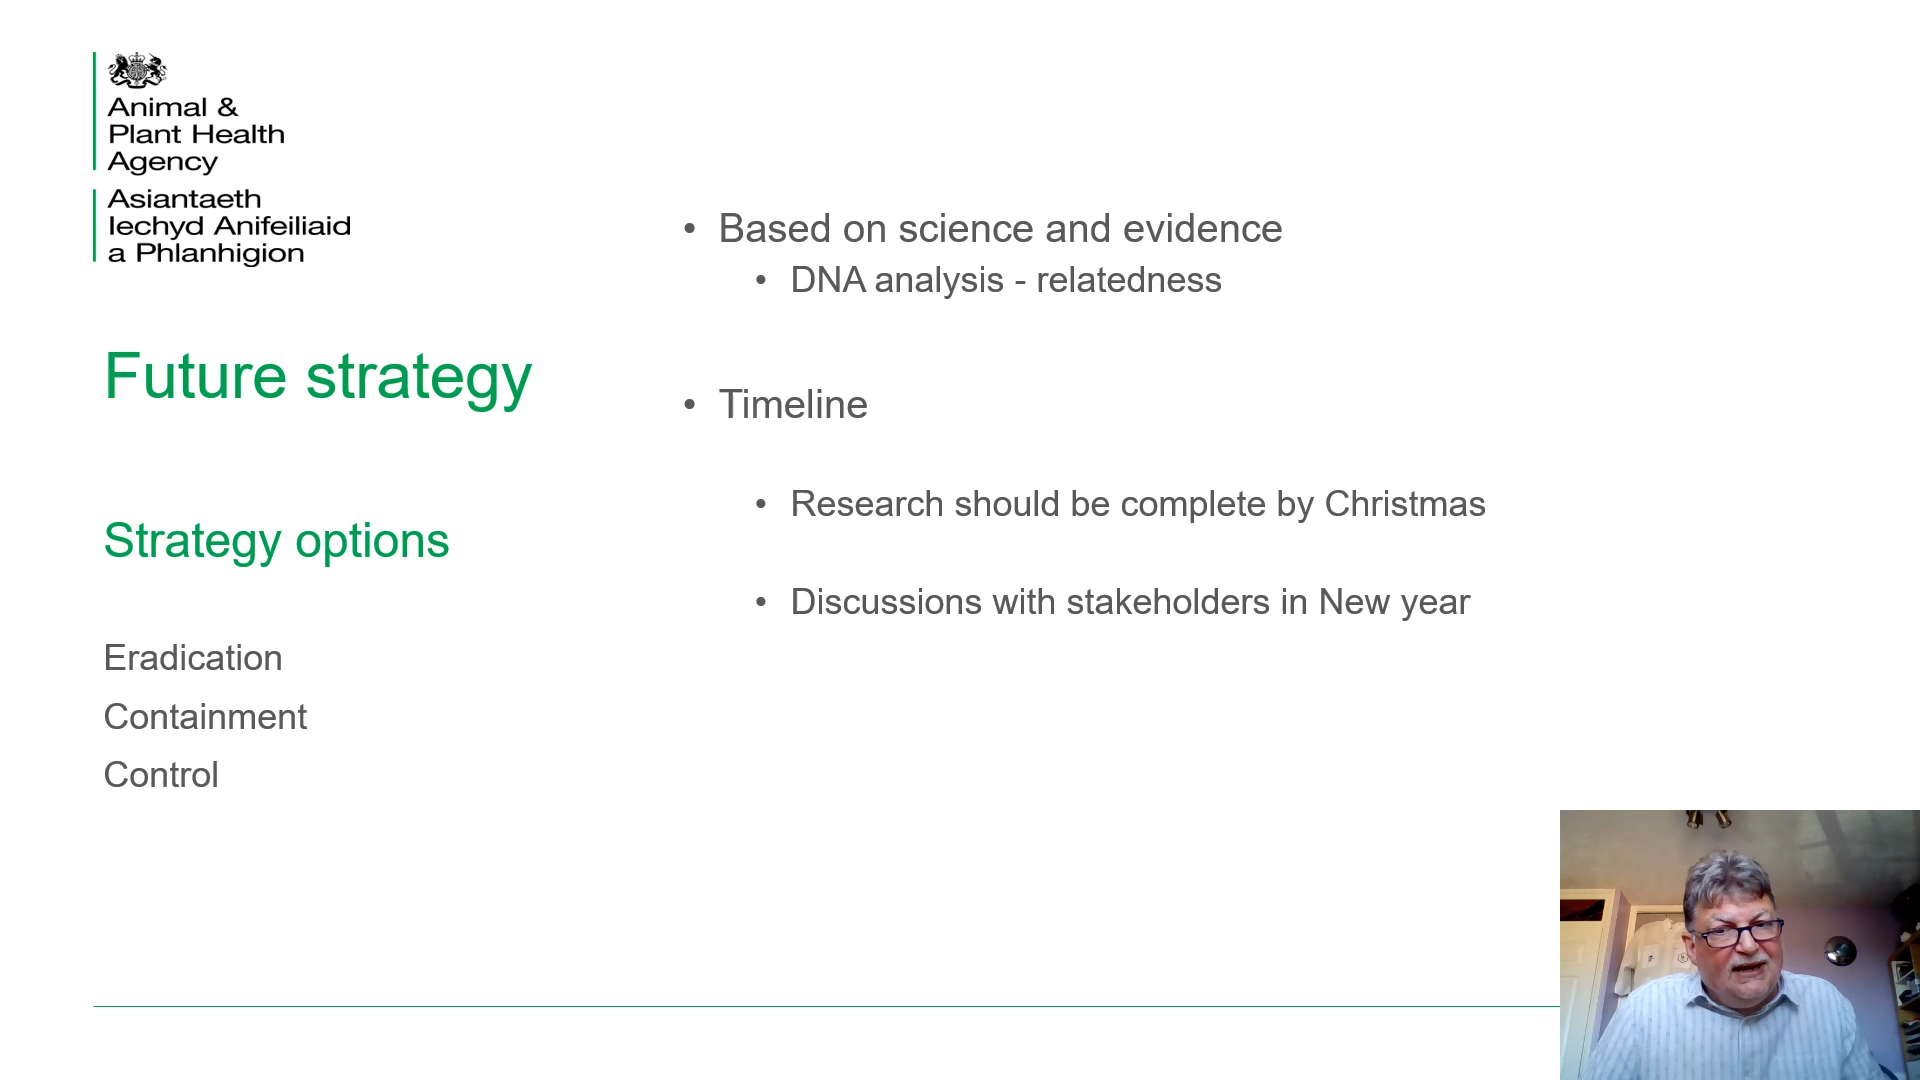 Animal &
Plant Health
Agency
Asiantaeth
Iechyd Anifeiliaid
a Phlanhigion
Future strategy
Strategy options
Eradication
Containment
Control
• Based on science and evidence
• DNA analysis - relatedness
• Timeline
• Research should be complete by Christmas
• Discussions with stakeholders in New year